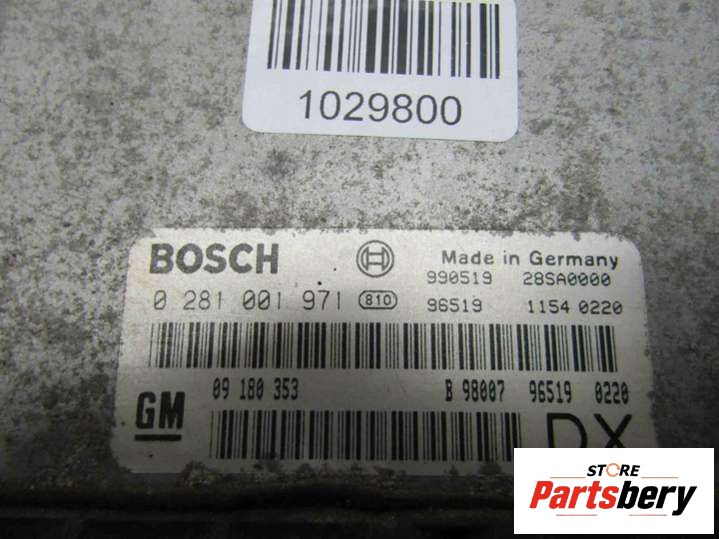 1029800
BOSCH Made in Germany
990519 28SA0000
0 281 001 971 810 96519 1154 0220
GM 09 180 353 B 98007 96519 0220
DX
STORE
Partsbery